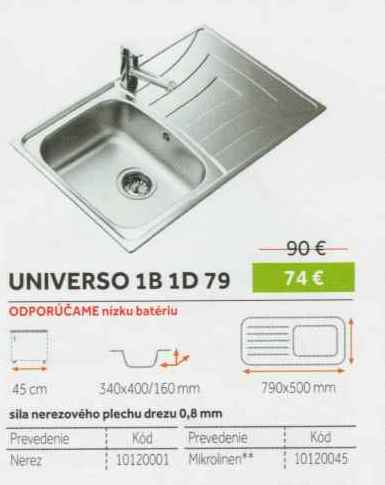 90 €
UNIVERSO 1B 1D 79 74 €
ODPORÚČAME nízku batériu
45 cm 340x400/160 mm 790x500 mm
sila nerezového plechu drezu 0,8 mm
Prevedenie Kód Prevedenie Kód
Nerez 10120001 Mikrolinen** 10120045